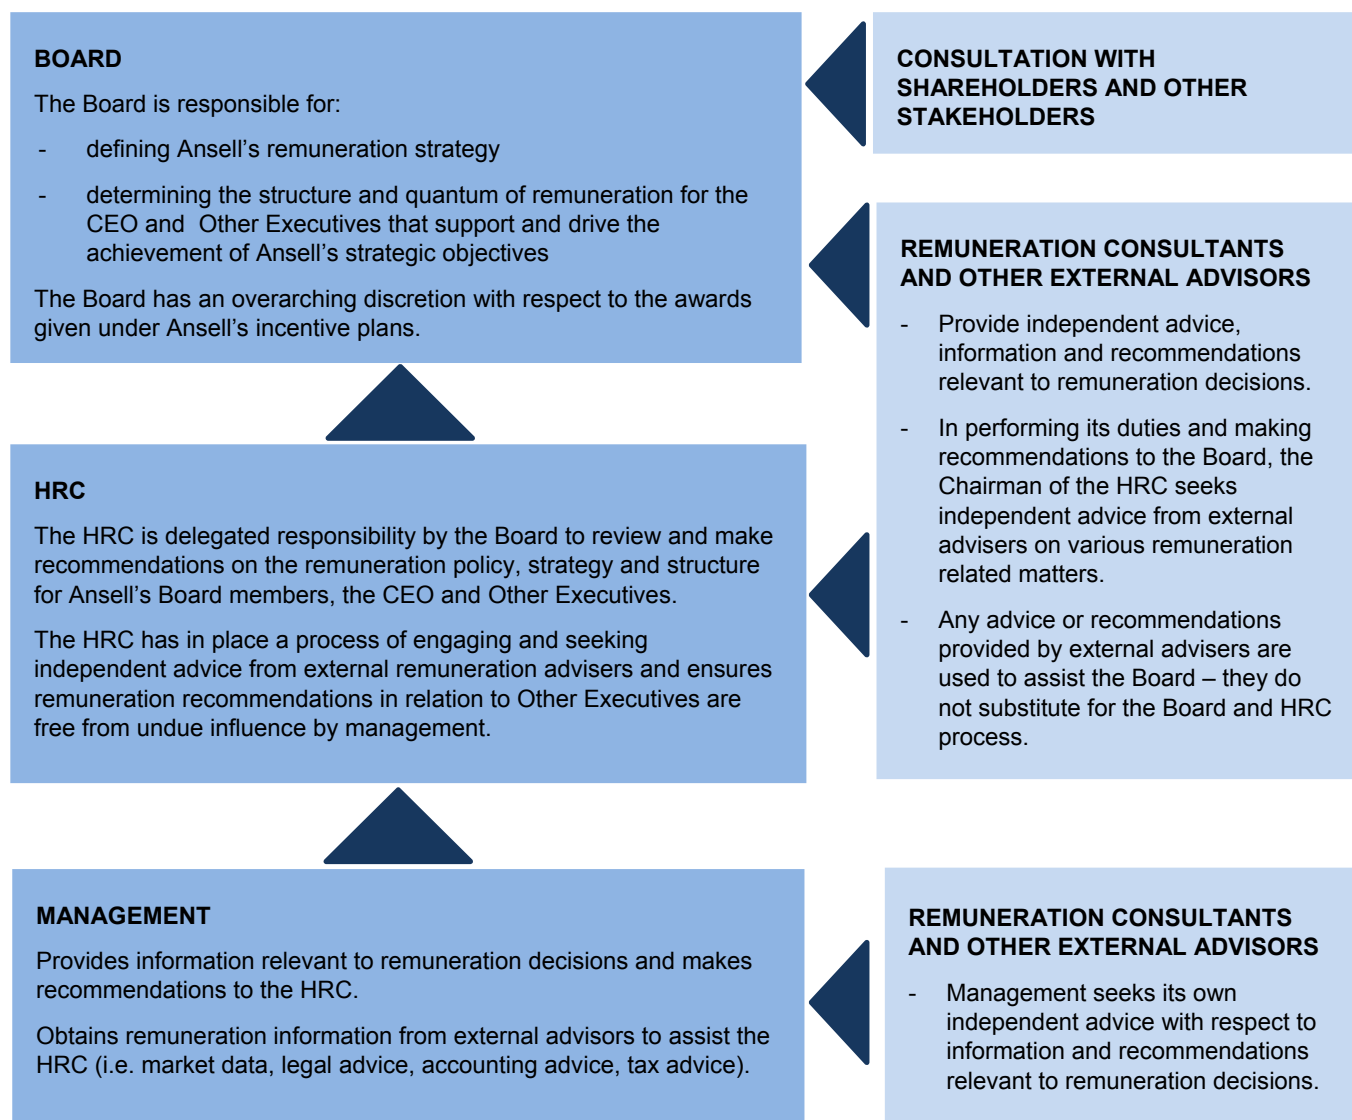 BOARD
The Board is responsible for:
- defining Ansell’s remuneration strategy
- determining the structure and quantum of remuneration for the
CEO and  Other Executives that support and drive the
achievement of Ansell’s strategic objectives
The Board has an overarching discretion with respect to the awards
given under Ansell’s incentive plans.
CONSULTATION WITH
SHAREHOLDERS AND OTHER
STAKEHOLDERS
REMUNERATION CONSULTANTS
AND OTHER EXTERNAL ADVISORS
- Provide independent advice,
information and recommendations
relevant to remuneration decisions.
- In performing its duties and making
recommendations to the Board, the
Chairman of the HRC seeks
independent advice from external
advisers on various remuneration
related matters.
- Any advice or recommendations
provided by external advisers are
used to assist the Board – they do
not substitute for the Board and HRC
process.
HRC
The HRC is delegated responsibility by the Board to review and make
recommendations on the remuneration policy, strategy and structure
for Ansell’s Board members, the CEO and Other Executives.
The HRC has in place a process of engaging and seeking
independent advice from external remuneration advisers and ensures
remuneration recommendations in relation to Other Executives are
free from undue influence by management.
MANAGEMENT
Provides information relevant to remuneration decisions and makes
recommendations to the HRC.
Obtains remuneration information from external advisors to assist the
HRC (i.e. market data, legal advice, accounting advice, tax advice).
REMUNERATION CONSULTANTS
AND OTHER EXTERNAL ADVISORS
- Management seeks its own
independent advice with respect to
information and recommendations
relevant to remuneration decisions.